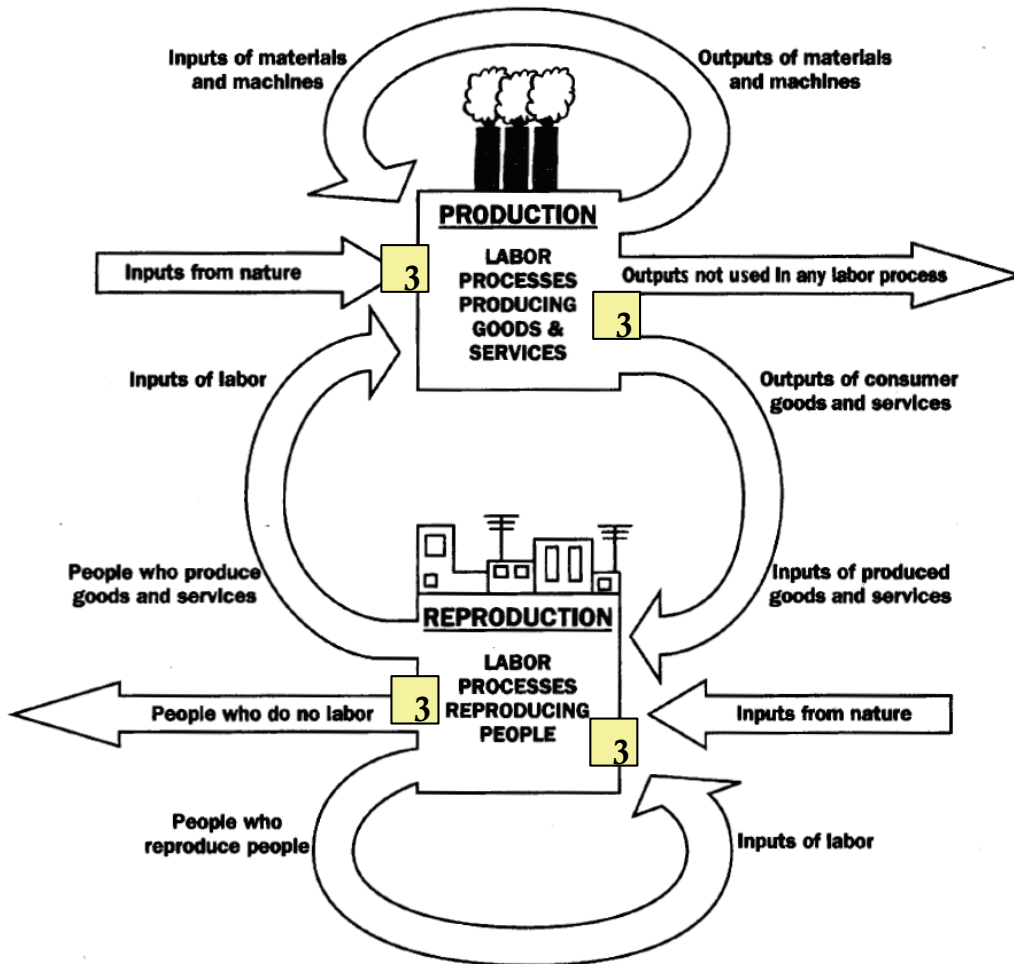 Inputs of materials
and machines
Outputs of materials
and machines
PRODUCTION
LABOR
PROCESSES
PRODUCING
GOODS &
SERVICES
Inputs from nature
3
Outputs not used In any labor process
3
Inputs of labor
Outputs of consumer
goods and services
People who produce
goods and services
Inputs of produced
goods and services
REPRODUCTION
LABOR
PROCESSES
REPRODUCING
PEOPLE
People who do no labor
3
Inputs from nature
3
People who
reproduce people
Inputs of labor